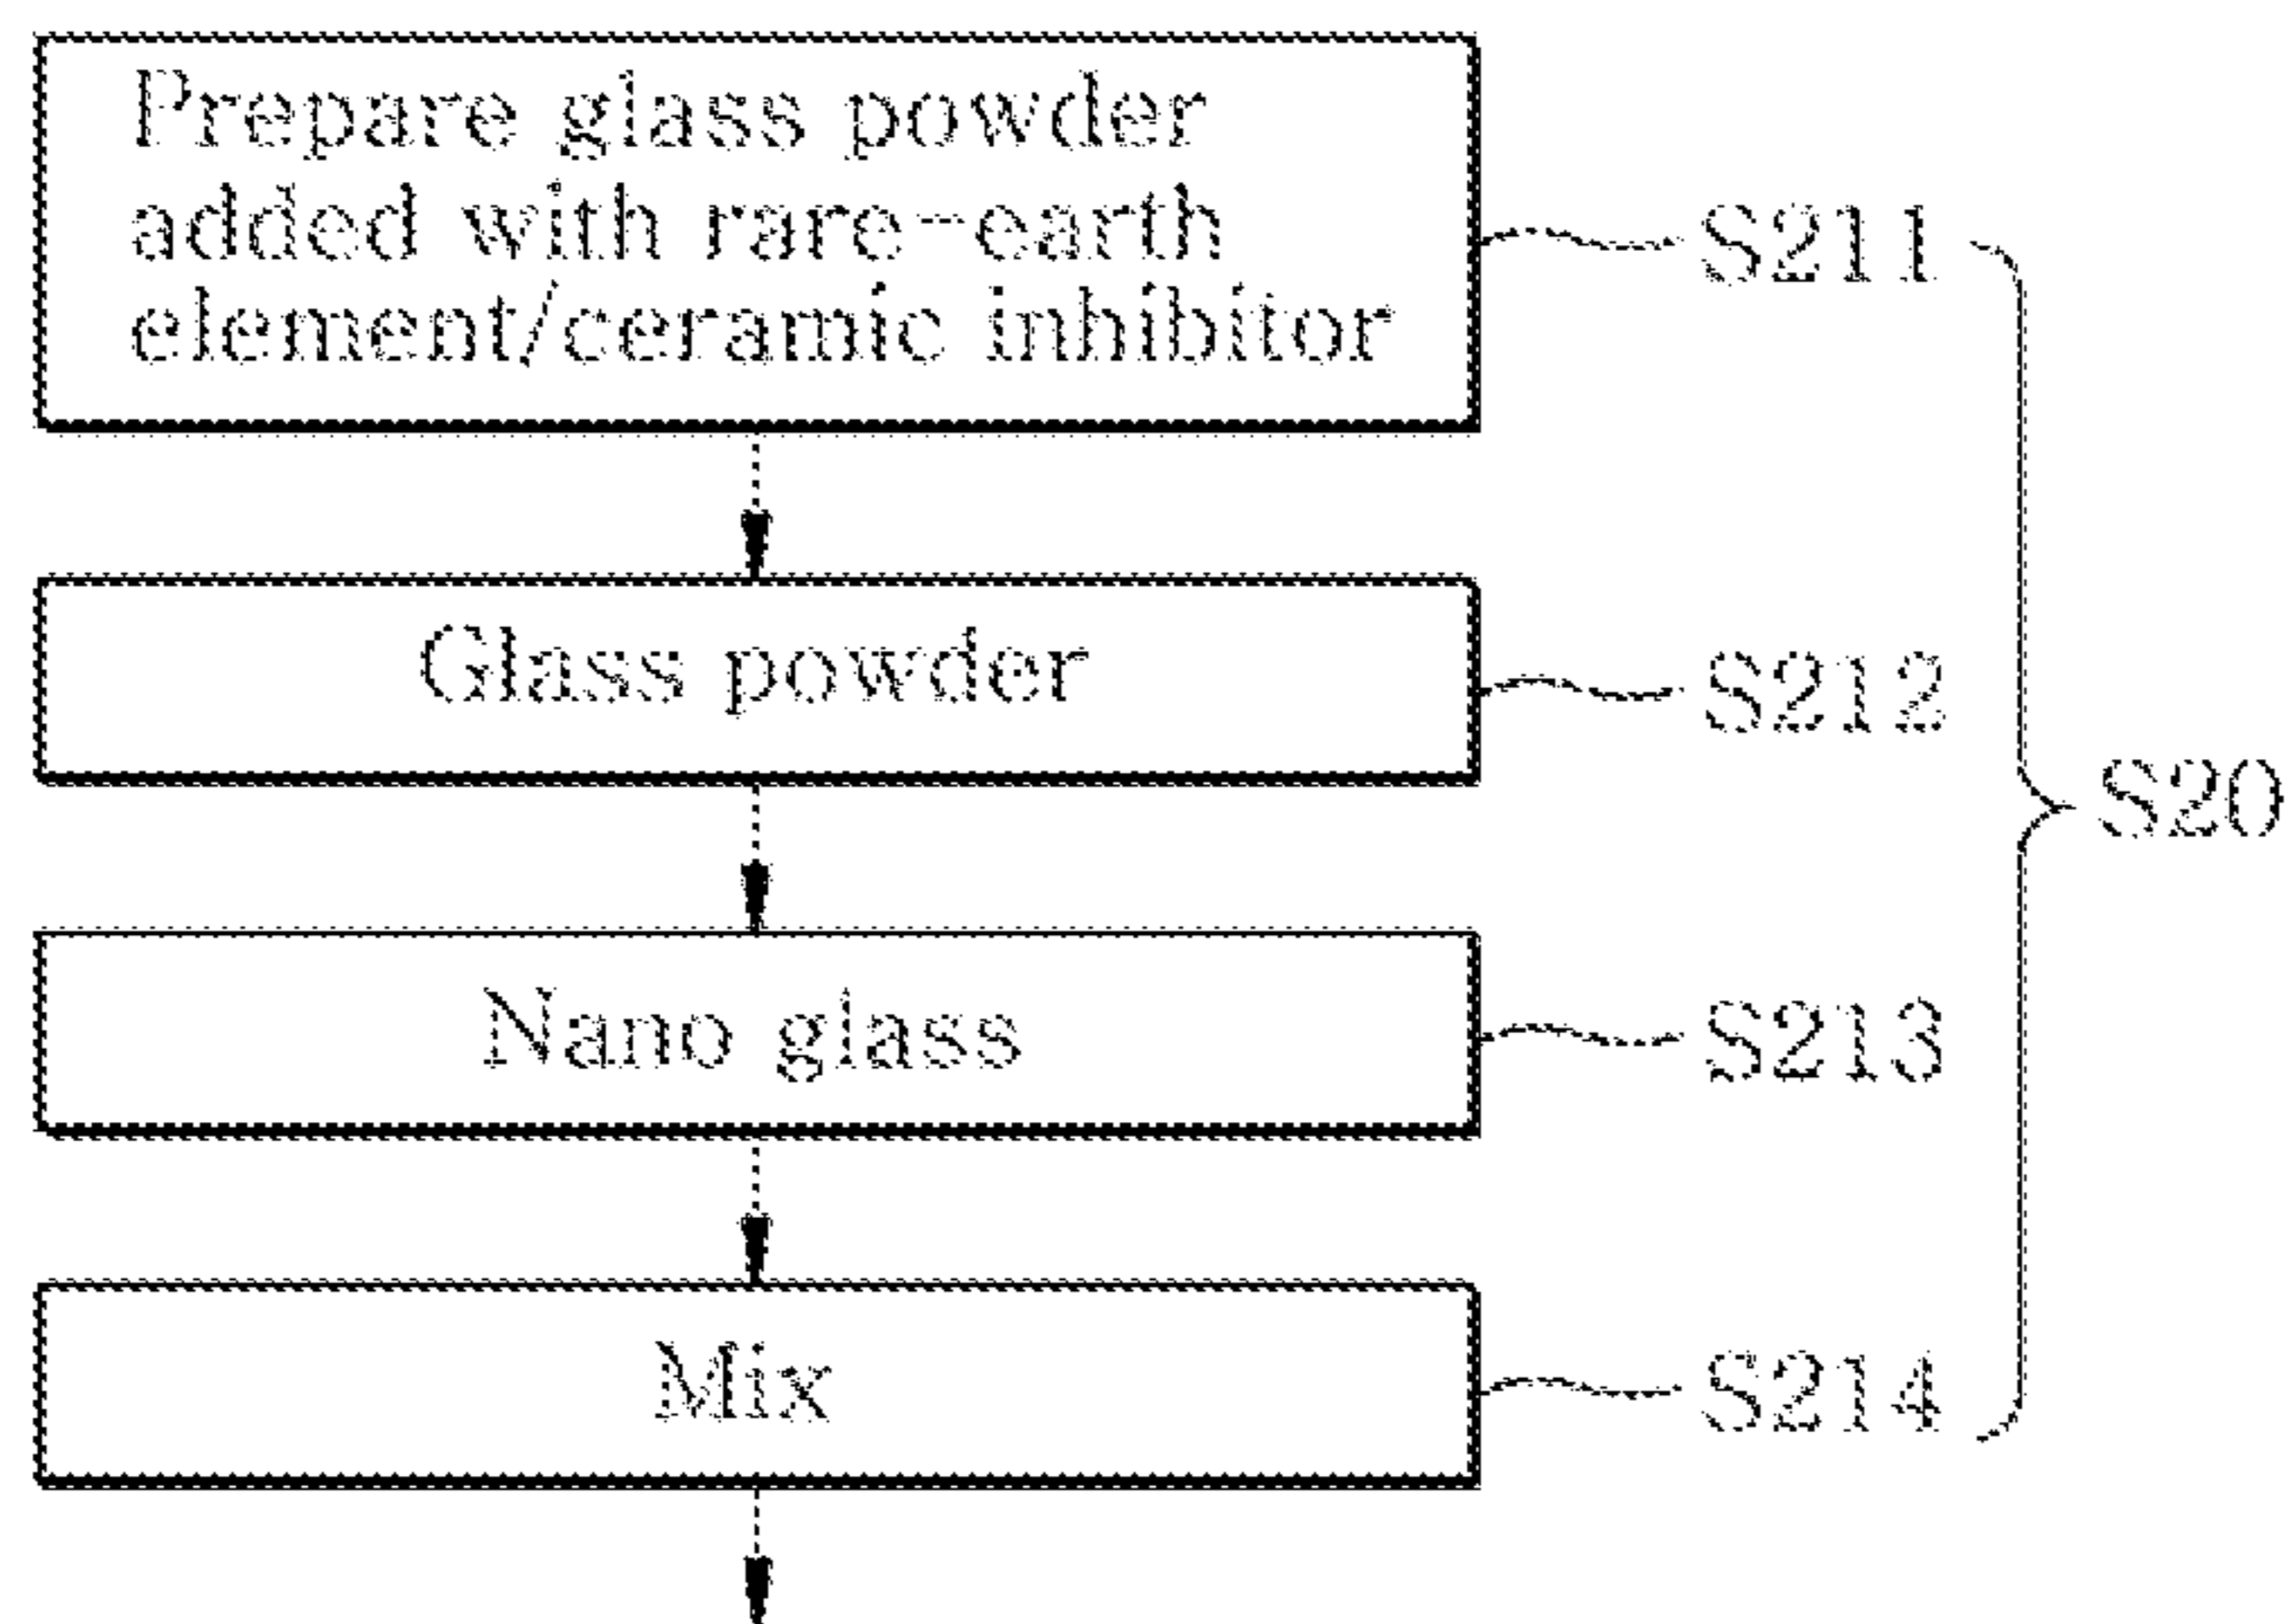 Prepare glass powder
added with rare-earth
element/ceramic inhibitor
S211
Glass powder
S212
S20
Nano glass
S213
Mix
S214